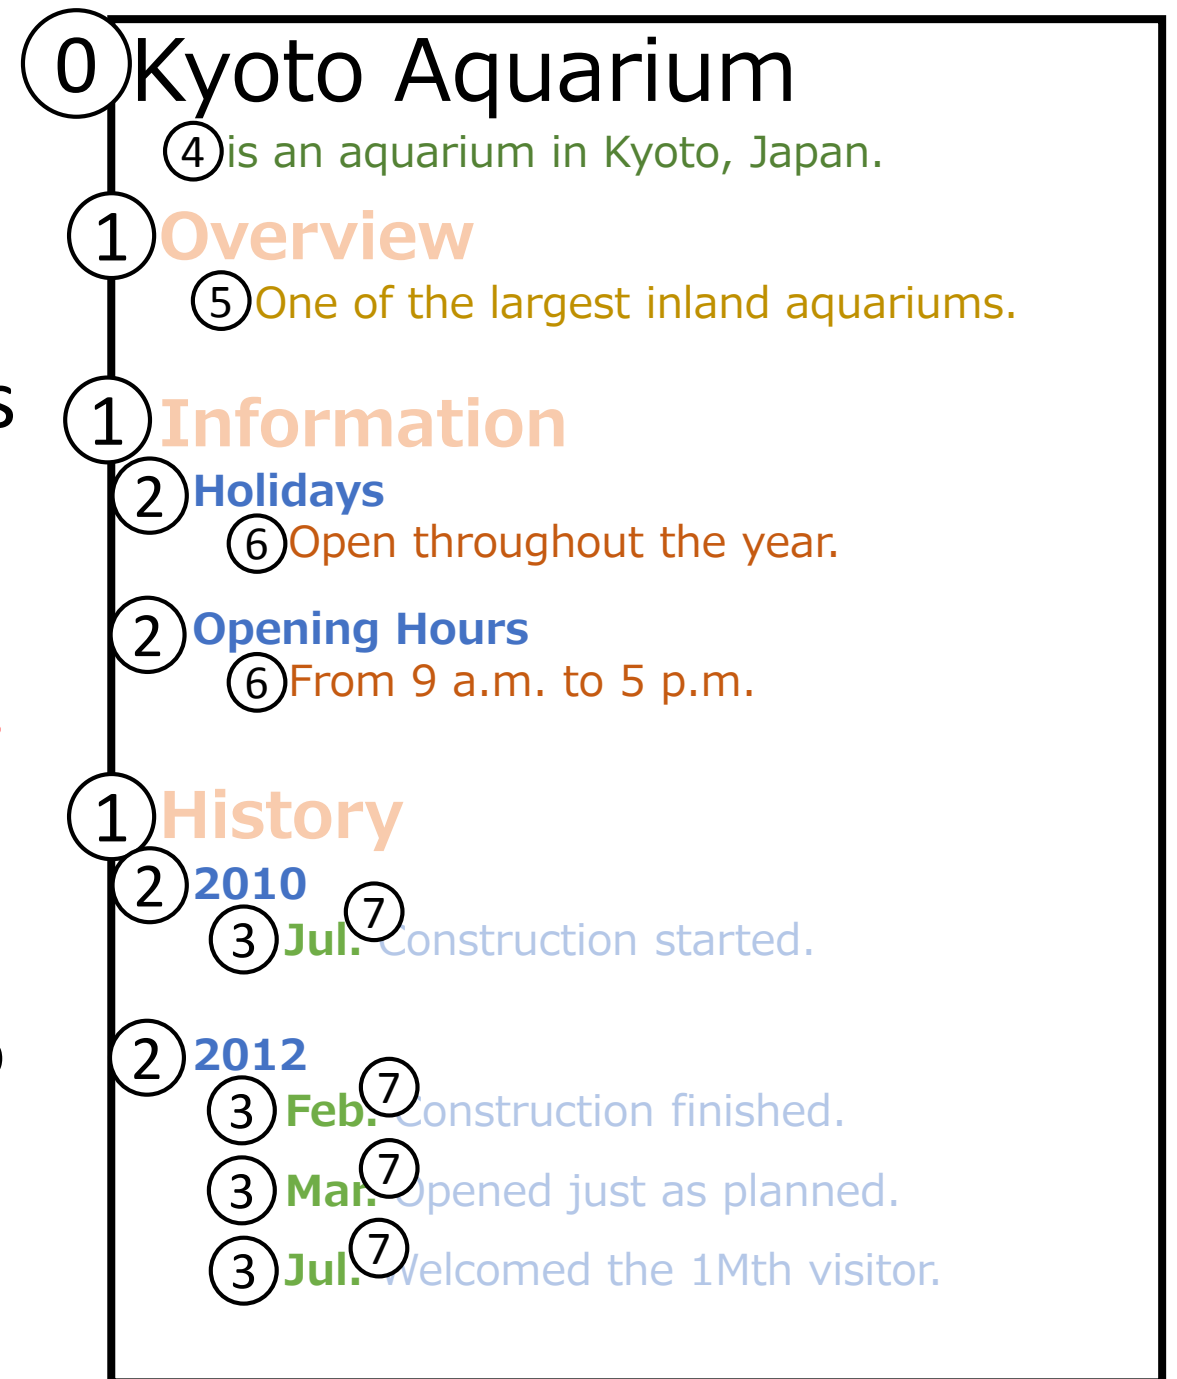 0 Kyoto Aquarium
4 is an aquarium in Kyoto, Japan.
1 Overview
5 One of the largest inland aquariums.
s
1 Information
2 Holidays
6 Open throughout the year.
2 Opening Hours
6 From 9 a.m. to 5 p.m.
1 History
2 2010
3 Jul. 7 Construction started.
2 2012
3 Feb. 7 Construction finished.
3 Mar. 7 Opened just as planned.
3 Jul. 7 Welcomed the 1Mth visitor.